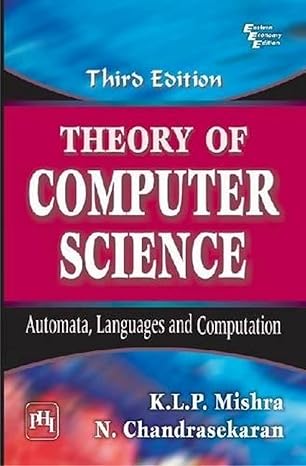 Eastern
Economy
Edition
Third Edition
THEORY OF
COMPUTER
SCIENCE
Automata, Languages and Computation
K.L.P. Mishra
N. Chandrasekaran
PHI